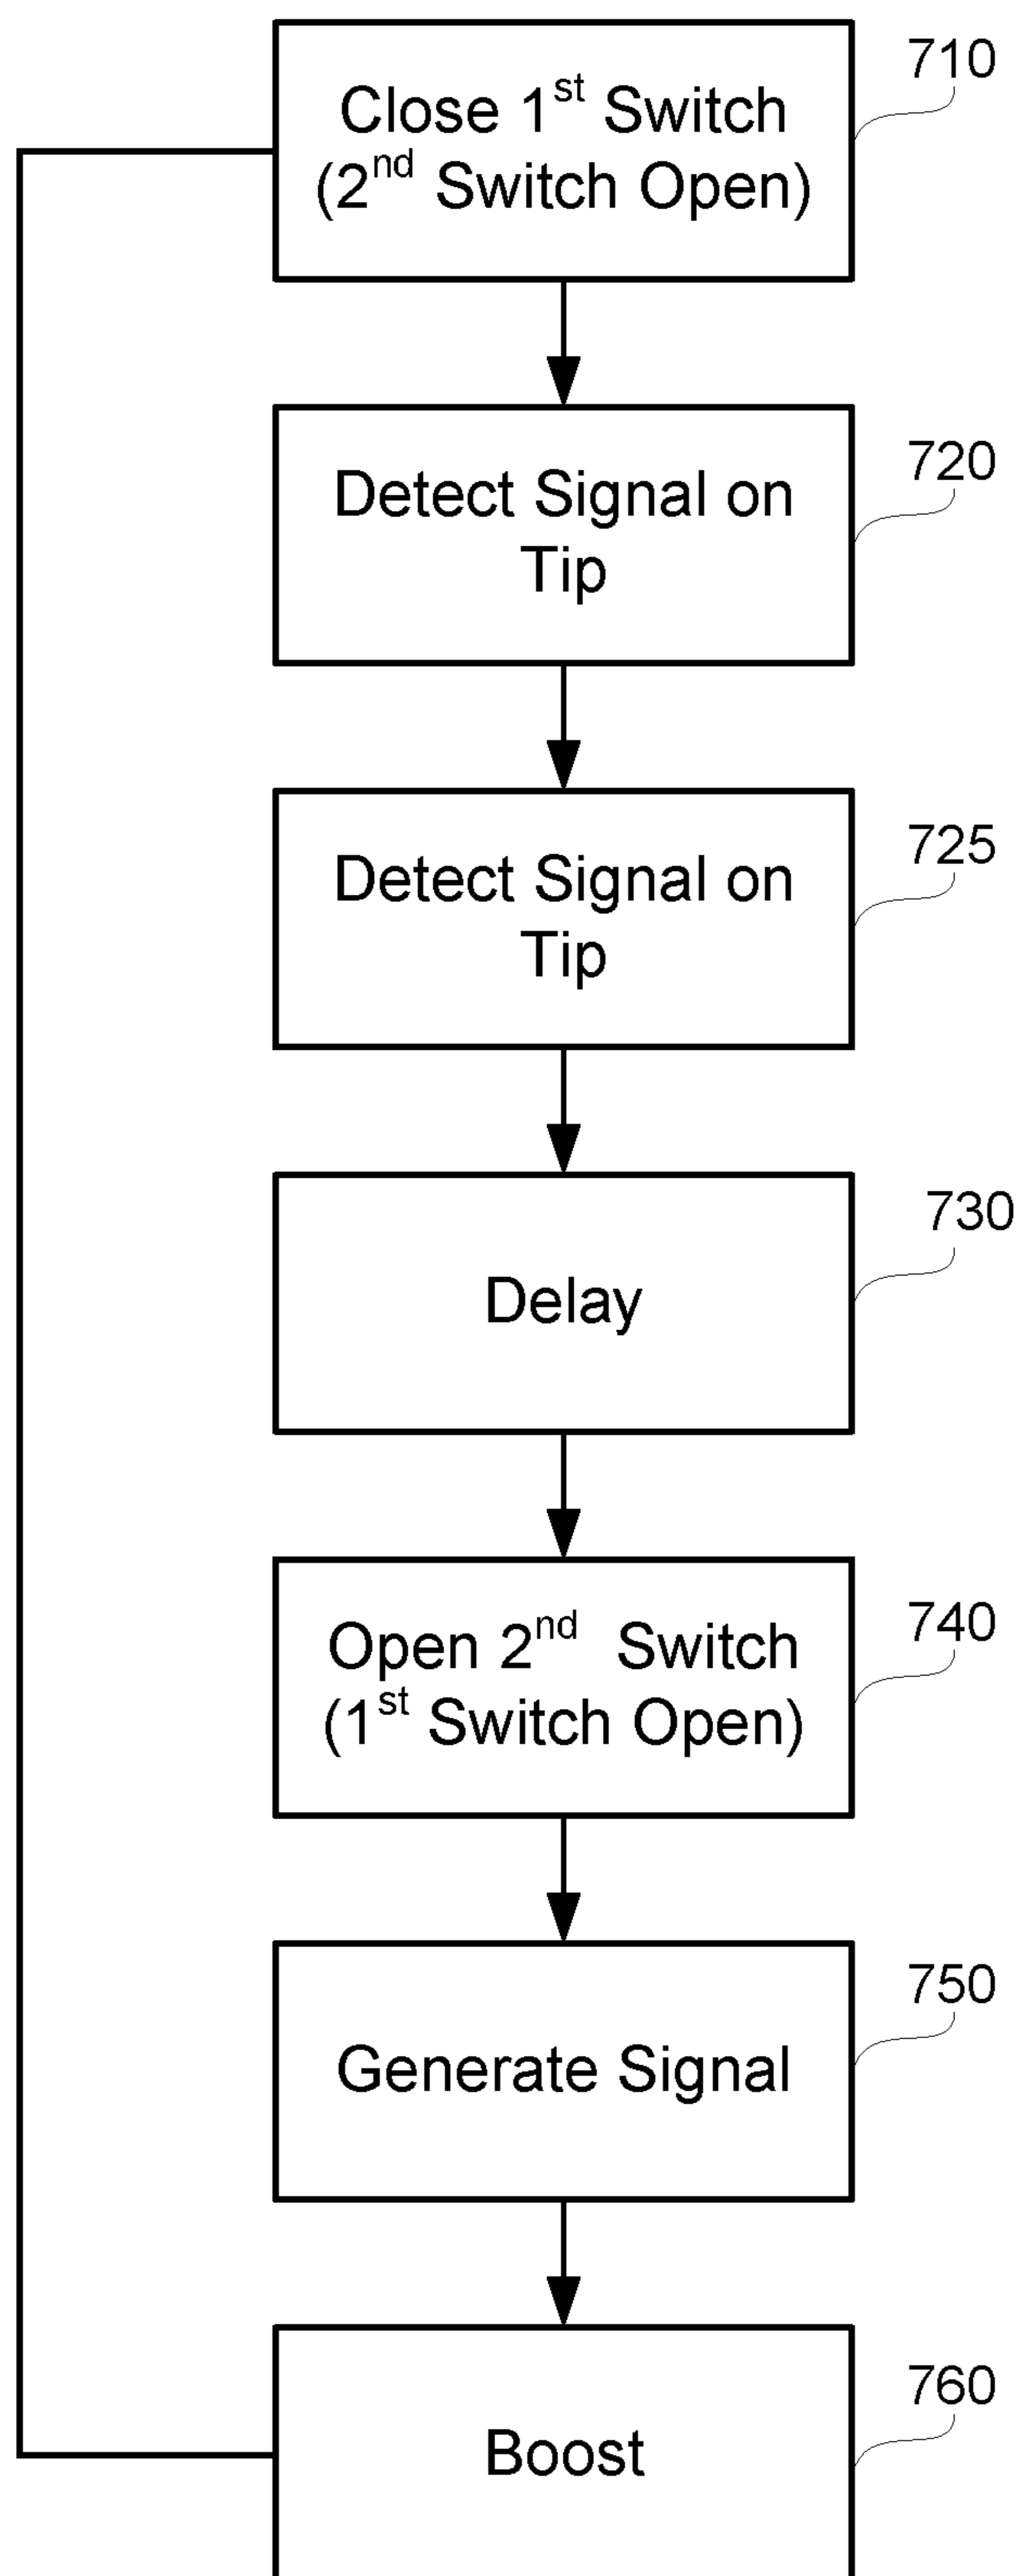 Close 1st Switch
(2nd Switch Open)
710
Detect Signal on
Tip
720
Detect Signal on
Tip
725
Delay
730
Open 2nd Switch
(1st Switch Open)
740
Generate Signal
750
Boost
760